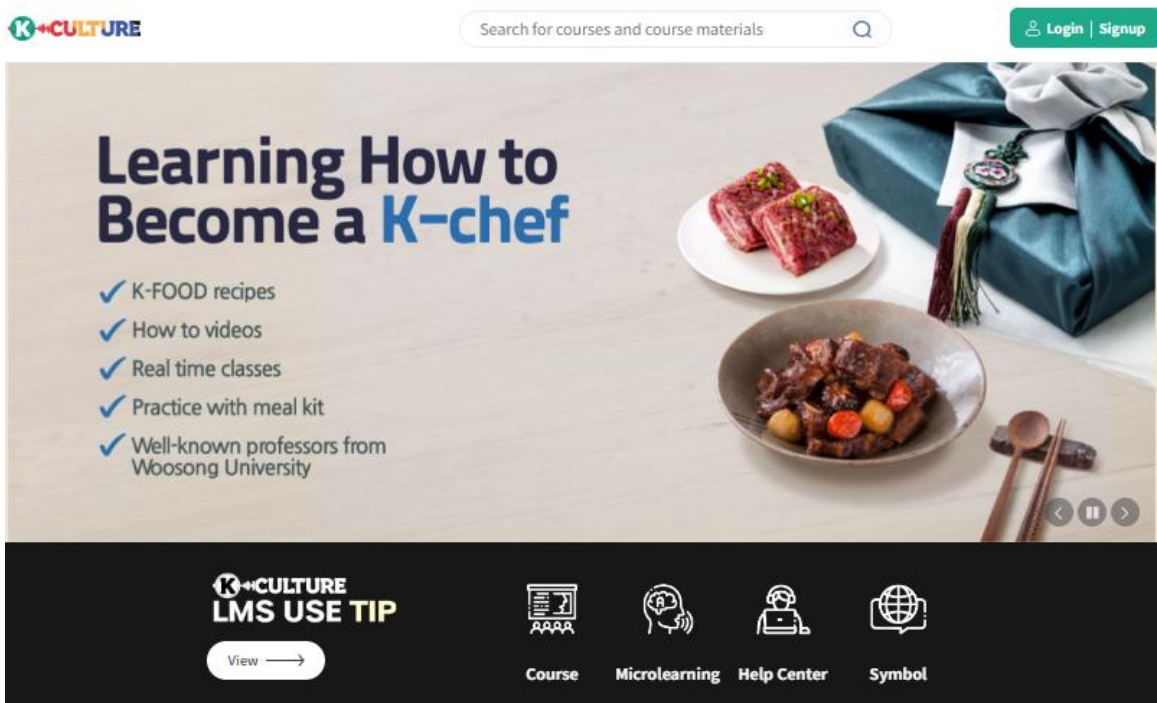 K CULTURE
Search for courses and course materials
Login | Signup
Learning How to
Become a K-chef
K-FOOD recipes
How to videos
Real time classes
Practice with meal kit
Well-known professors from
Woosong University
K CULTURE
LMS USE TIP
View
Course
Microlearning
Help Center
Symbol